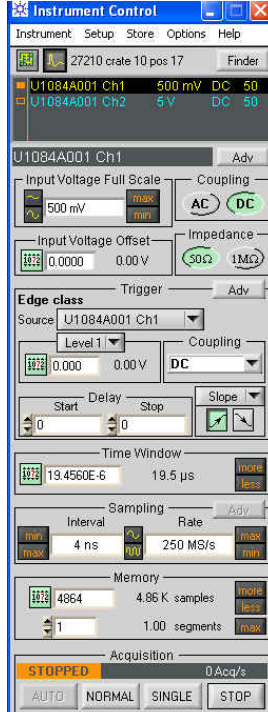 Instrument Control
Instrument Setup Store Options Help
27210 crate 10 pos 17 Finder
U1084A001 Ch1 500 mV DC 50
U1084A001 Ch2 5 V DC 50
U1084A001 Ch1 Adv
Input Voltage Full Scale Coupling
500 mV max min AC DC
Input Voltage Offset Impedance
0.0000 0.00 V 50Ω 1MΩ
Trigger Adv
Edge class
Source U1084A001 Ch1
Level 1 Coupling
0.000 0.00 V DC
Delay Slope
Start Stop
0 0
Time Window
19.4560E-6 19.5 µs more less
Sampling Adv
Interval Rate
min max 4 ns 250 MS/s max min
Memory
4864 4.86 K samples more less
1 1.00 segments max
Acquisition
STOPPED 0 Acq/s
AUTO NORMAL SINGLE STOP